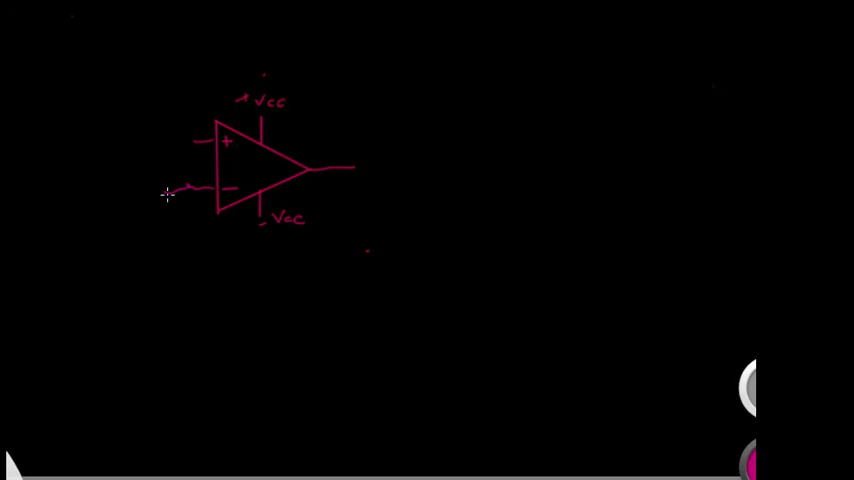 + Vcc
+
-
- Vcc